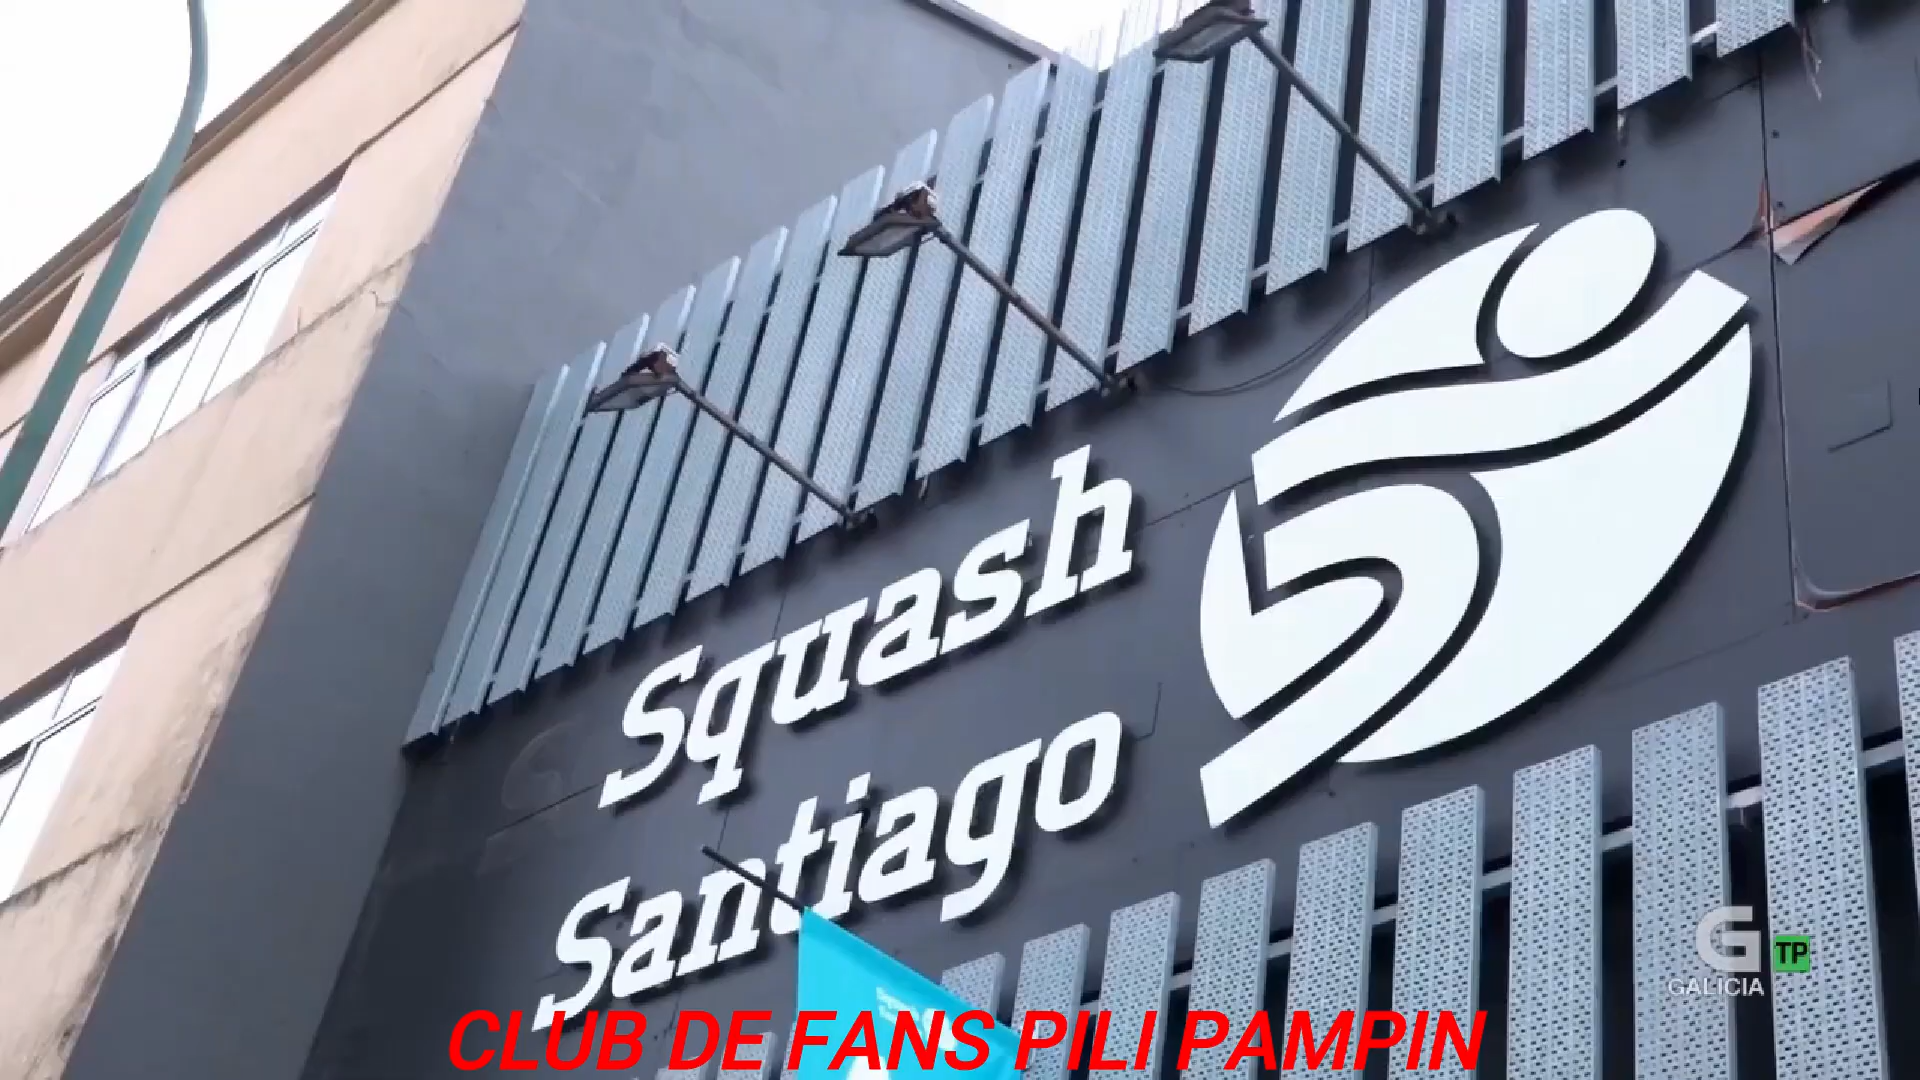 Squash
Santiago
G TP
GALICIA
CLUB DE FANS PILI PAMPIN